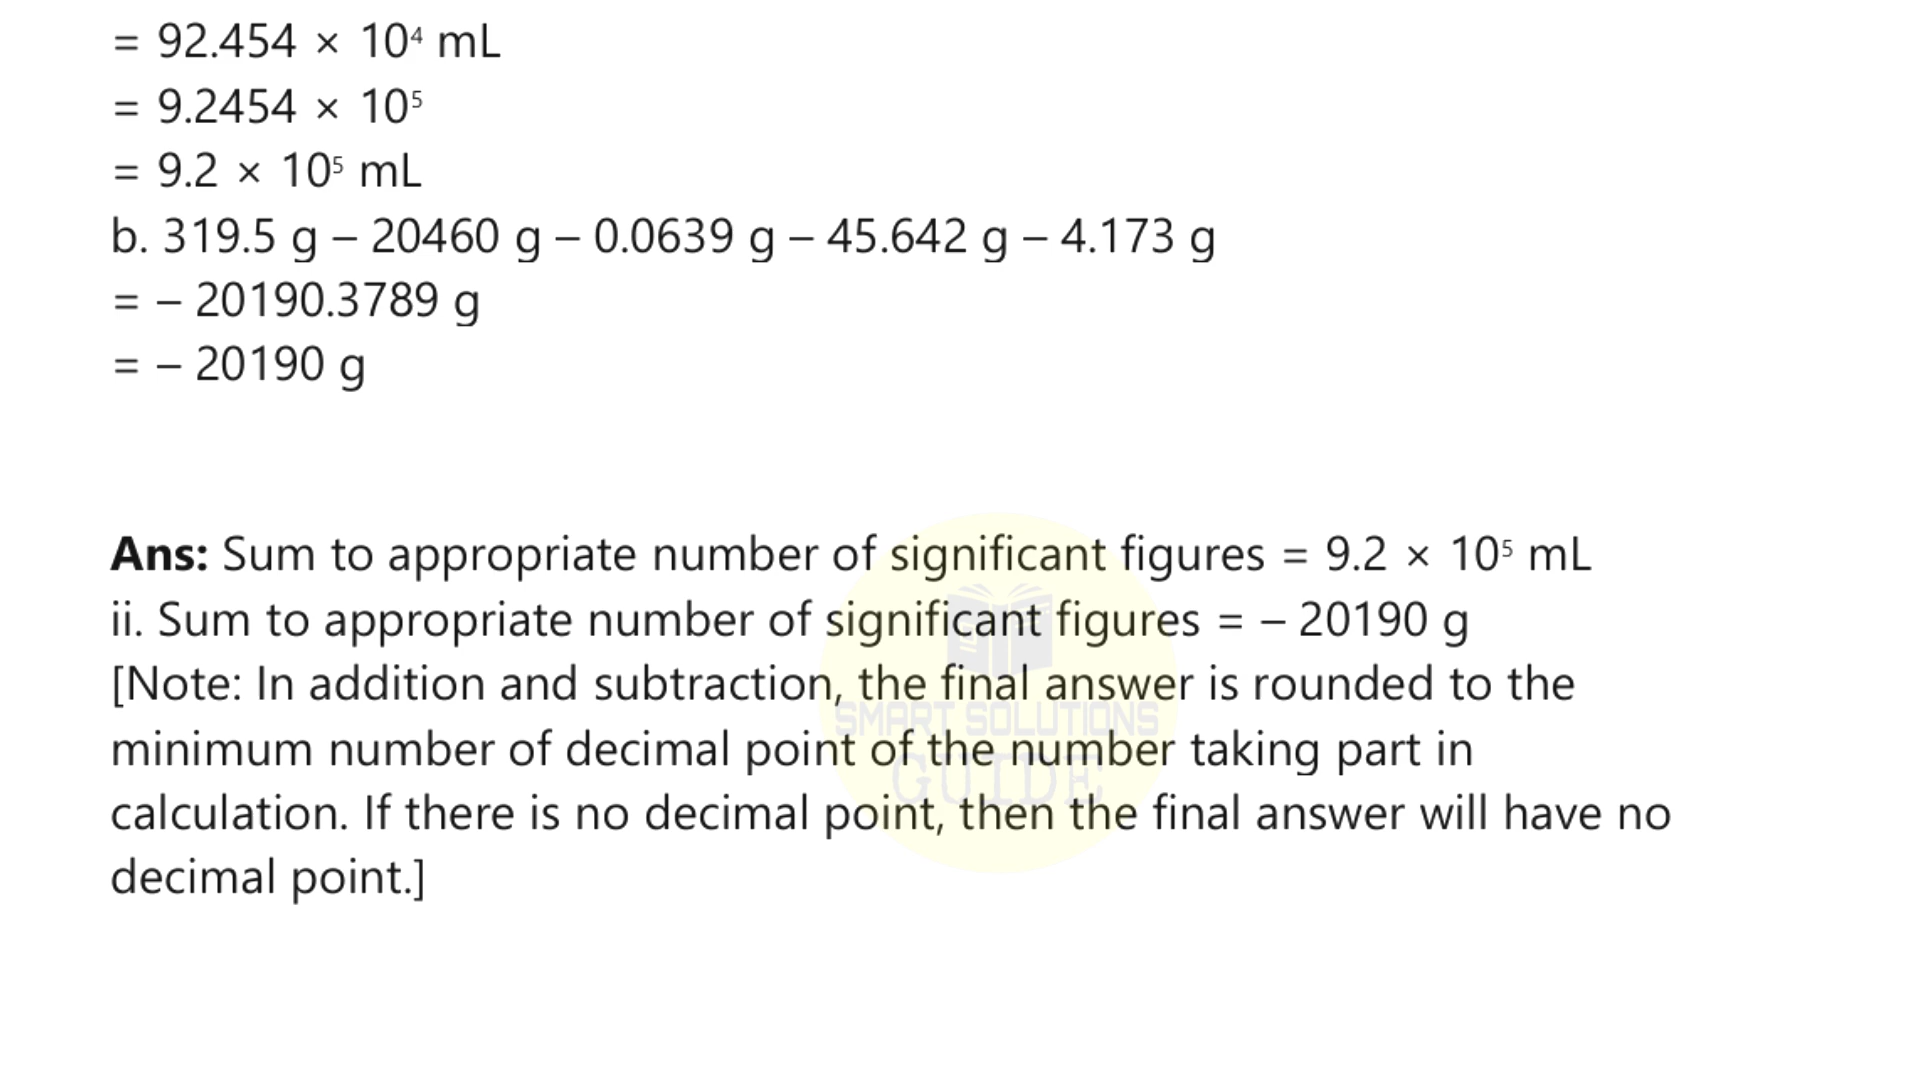 = 92.454 × 10⁴ mL
= 9.2454 × 10⁵
= 9.2 × 10⁵ mL
b. 319.5 g – 20460 g – 0.0639 g – 45.642 g – 4.173 g
= – 20190.3789 g
= – 20190 g
Ans: Sum to appropriate number of significant figures = 9.2 × 10⁵ mL
ii. Sum to appropriate number of significant figures = – 20190 g
[Note: In addition and subtraction, the final answer is rounded to the
minimum number of decimal point of the number taking part in
calculation. If there is no decimal point, then the final answer will have no
decimal point.]
SMART SOLUTIONS
GUIDE